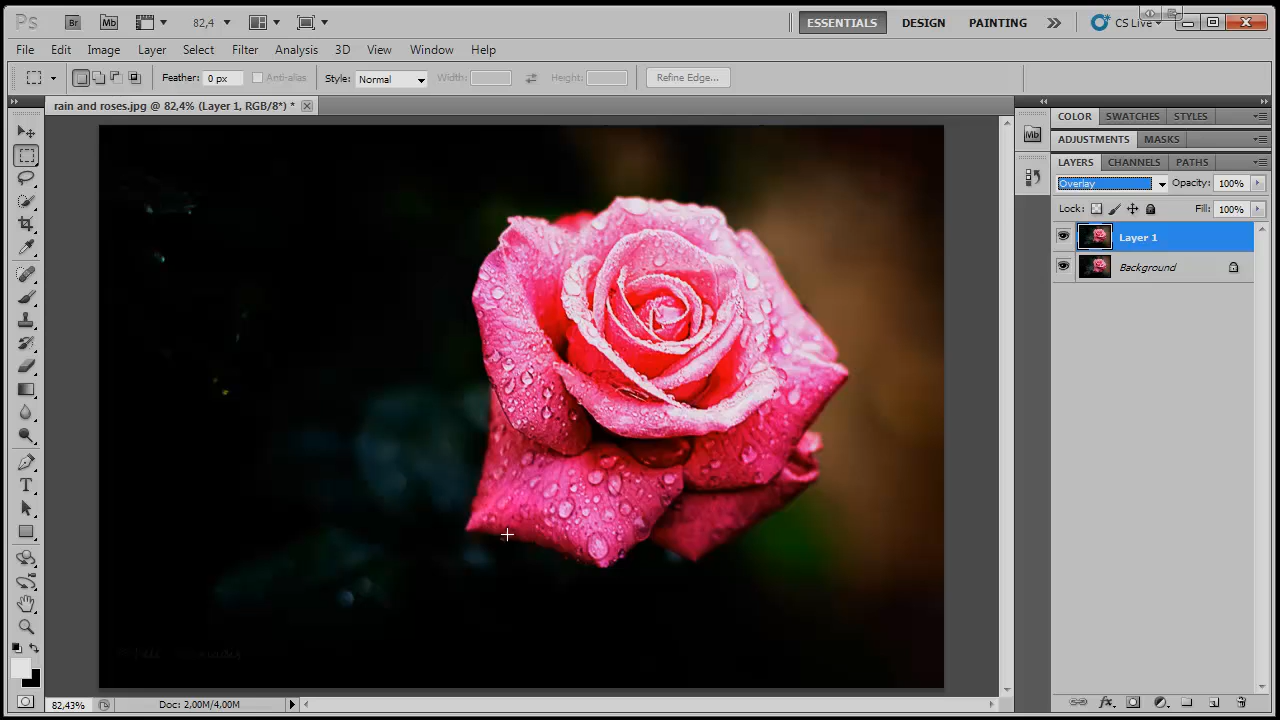 Ps Br Mb 82,4 ESSENTIALS DESIGN PAINTING CS Live
File Edit Image Layer Select Filter Analysis 3D View Window Help
Feather: 0 px Anti-alias Style: Normal Width: Height: Refine Edge...
rain and roses.jpg @ 82,4% (Layer 1, RGB/8*) *
COLOR SWATCHES STYLES
Mb
ADJUSTMENTS MASKS
LAYERS CHANNELS PATHS
Overlay Opacity: 100%
Lock: Fill: 100%
Layer 1
Background
T
82,43% Doc: 2,00M/4,00M
fx